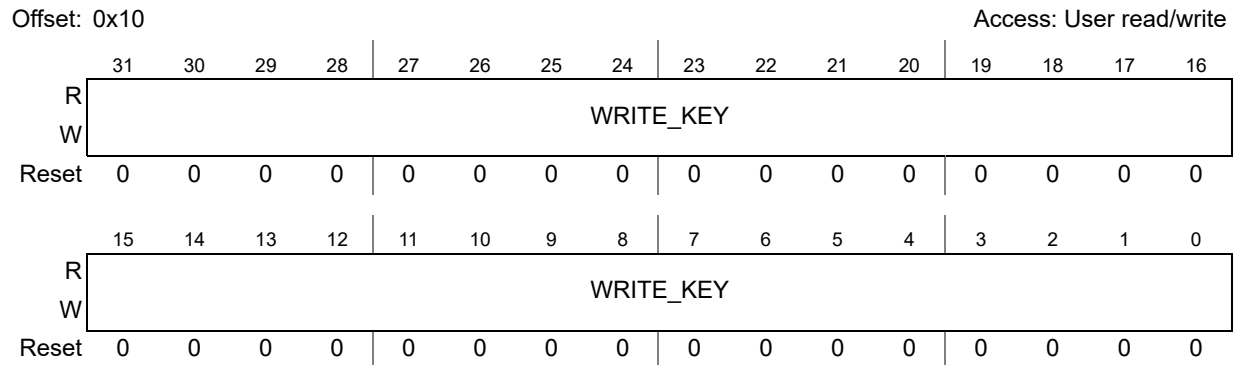 Offset: 0x10 Access: User read/write
31 30 29 28 27 26 25 24 23 22 21 20 19 18 17 16
R
WRITE_KEY
W
Reset 0 0 0 0 0 0 0 0 0 0 0 0 0 0 0 0
15 14 13 12 11 10 9 8 7 6 5 4 3 2 1 0
R
WRITE_KEY
W
Reset 0 0 0 0 0 0 0 0 0 0 0 0 0 0 0 0